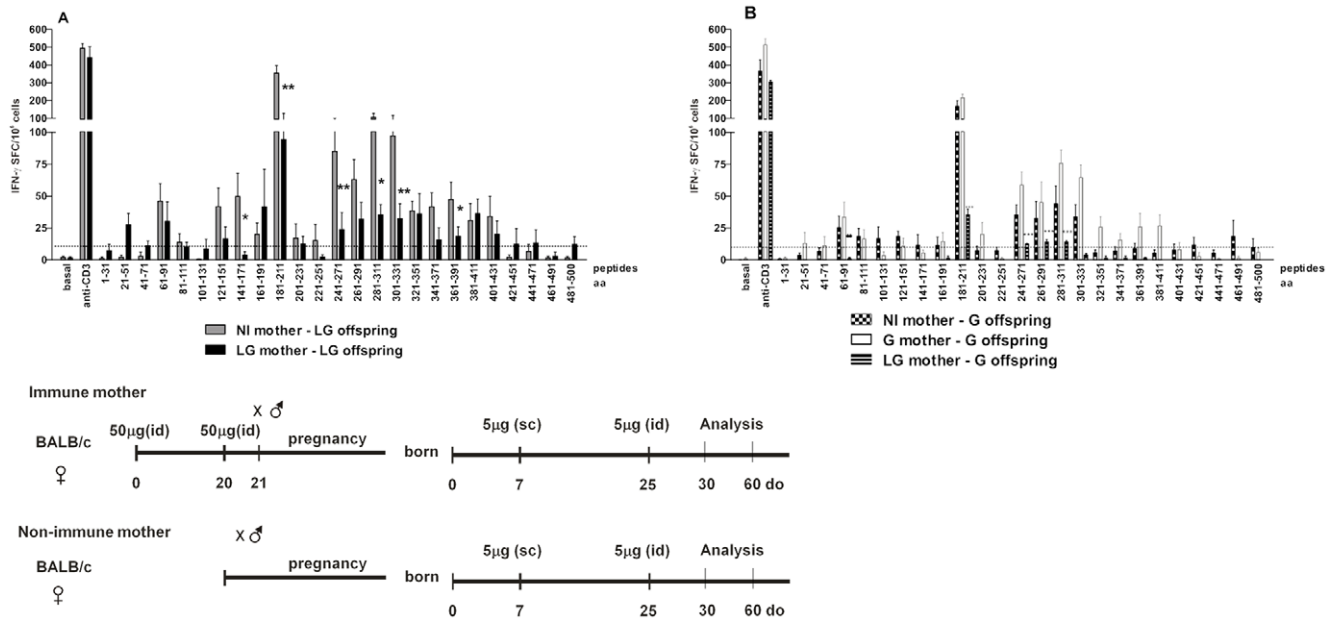 A
600
500
400
300
200
100
100
75
50
25
0
IFN-γ SFC/10⁶ cells
**
*
**
*
**
*
basal
anti-CD3
1-31
21-51
41-71
61-91
81-111
101-131
121-151
141-171
161-191
181-211
201-231
221-251
241-271
261-291
281-311
301-331
321-351
341-371
361-391
381-411
401-431
421-451
441-471
461-491
481-500
peptides
aa
NI mother - LG offspring
LG mother - LG offspring
B
600
500
400
300
200
100
100
75
50
25
0
IFN-γ SFC/10⁶ cells
basal
anti-CD3
1-31
21-51
41-71
61-91
81-111
101-131
121-151
141-171
161-191
181-211
201-231
221-251
241-271
261-291
281-311
301-331
321-351
341-371
361-391
381-411
401-431
421-451
441-471
461-491
481-500
peptides
aa
NI mother - G offspring
G mother - G offspring
LG mother - G offspring
Immune mother
X ♂
50μg(id) 50μg(id) pregnancy
BALB/c
♀
0 20 21
born
5μg (sc) 5μg (id) Analysis
0 7 25 30 60 do
Non-immune mother
X ♂
BALB/c pregnancy
♀
born
5μg (sc) 5μg (id) Analysis
0 7 25 30 60 do